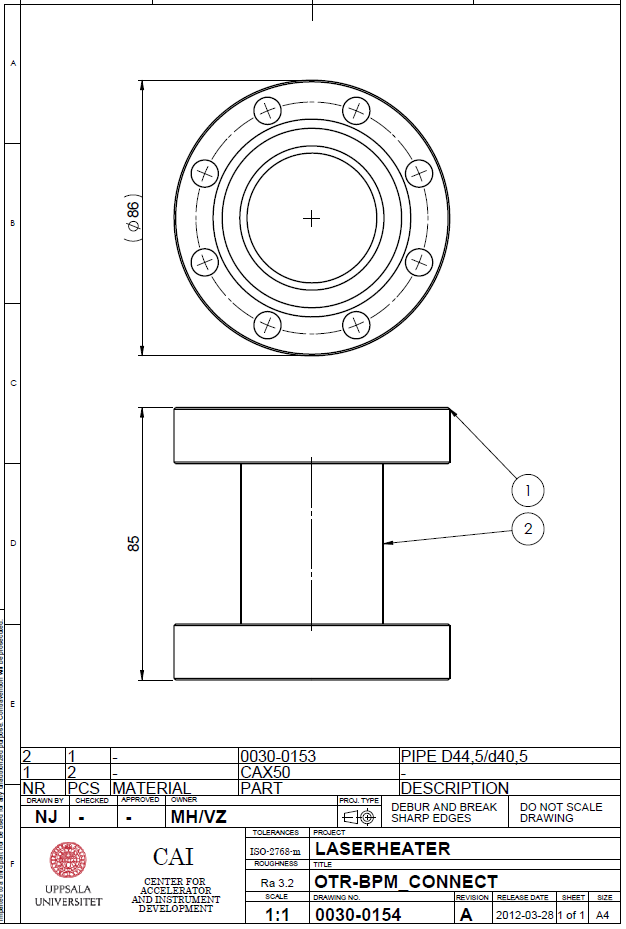 A
B
(⌀ 86)
C
1
2
D
85
E
2 1 - 0030-0153 PIPE D44,5/d40,5
1 2 - CAX50 -
NR PCS MATERIAL PART DESCRIPTION
DRAWN BY CHECKED APPROVED OWNER PROJ. TYPE DEBUR AND BREAK DO NOT SCALE
NJ - - MH/VZ SHARP EDGES DRAWING
F
TOLERANCES PROJECT
ISO-2768-m LASERHEATER
ROUGHNESS TITLE
Ra 3.2 OTR-BPM_CONNECT
SCALE DRAWING NO. REVISION RELEASE DATE SHEET SIZE
1:1 0030-0154 A 2012-03-28 1 of 1 A4
UPPSALA
UNIVERSITET
CAI
CENTER FOR
ACCELERATOR
AND INSTRUMENT
DEVELOPMENT